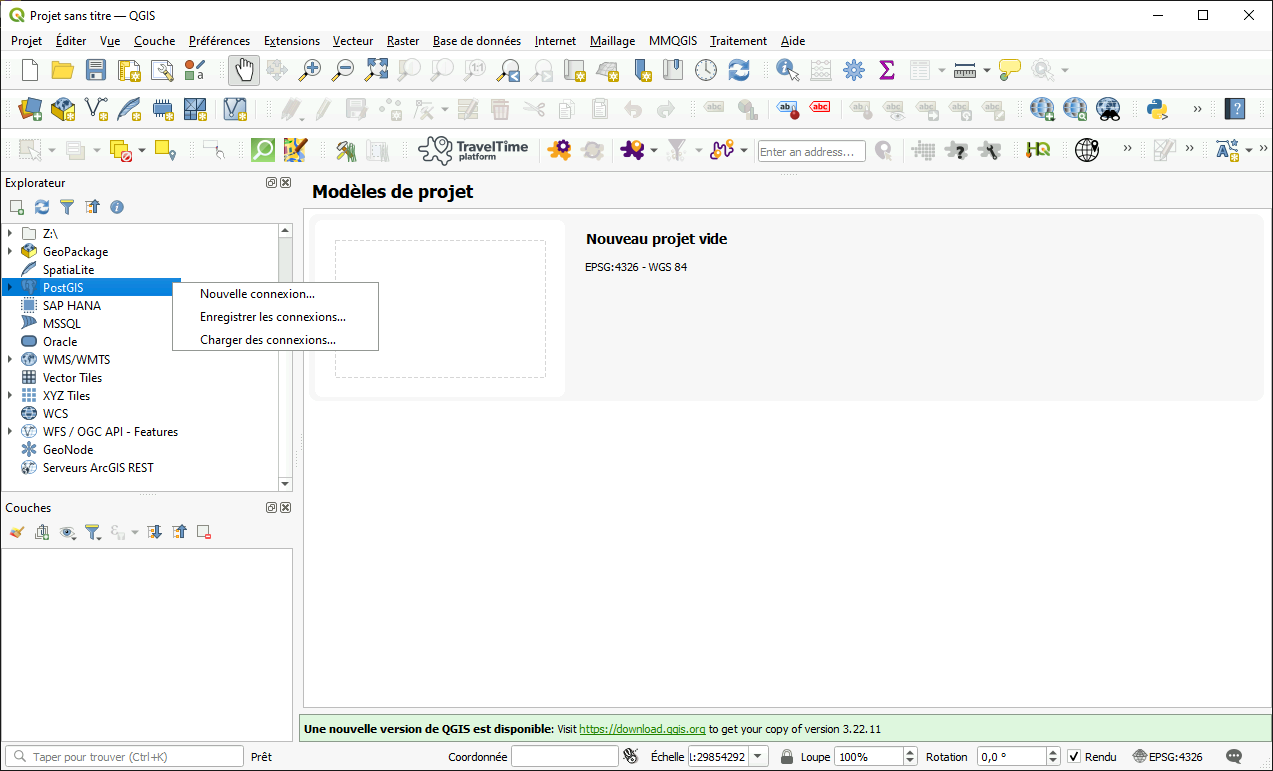 Projet sans titre — QGIS
Projet Éditer Vue Couche Préférences Extensions Vecteur Raster Base de données Internet Maillage MMQGIS Traitement Aide
TravelTime
platform
Enter an address...
HQ
Explorateur
Z:\
GeoPackage
SpatiaLite
PostGIS
SAP HANA
MSSQL
Oracle
WMS/WMTS
Vector Tiles
XYZ Tiles
WCS
WFS / OGC API - Features
GeoNode
Serveurs ArcGIS REST
Nouvelle connexion...
Enregistrer les connexions...
Charger des connexions...
Modèles de projet
Nouveau projet vide
EPSG:4326 - WGS 84
Couches
Une nouvelle version de QGIS est disponible: Visit https://download.qgis.org to get your copy of version 3.22.11
Taper pour trouver (Ctrl+K) Prêt Coordonnée Échelle 1:29854292 Loupe 100% Rotation 0,0 ° Rendu EPSG:4326